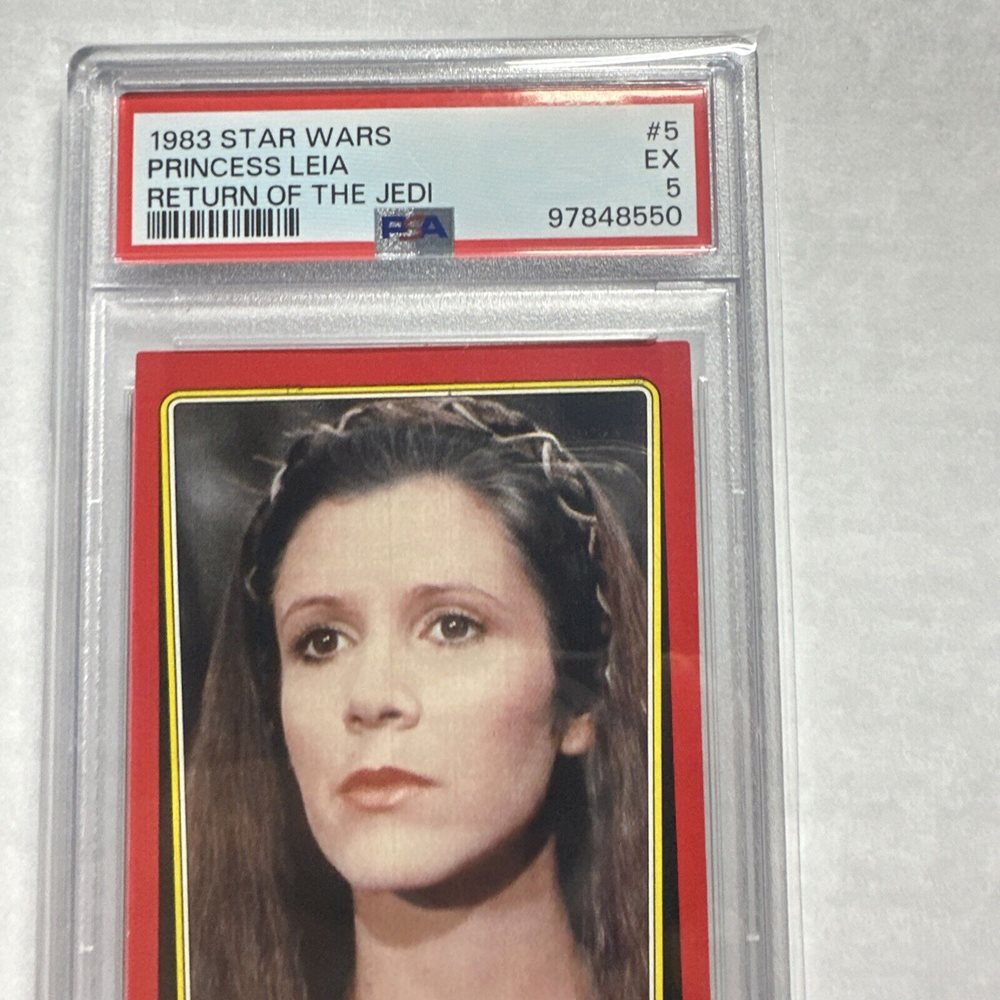 1983 STAR WARS #5
PRINCESS LEIA EX
RETURN OF THE JEDI 5
PSA 97848550